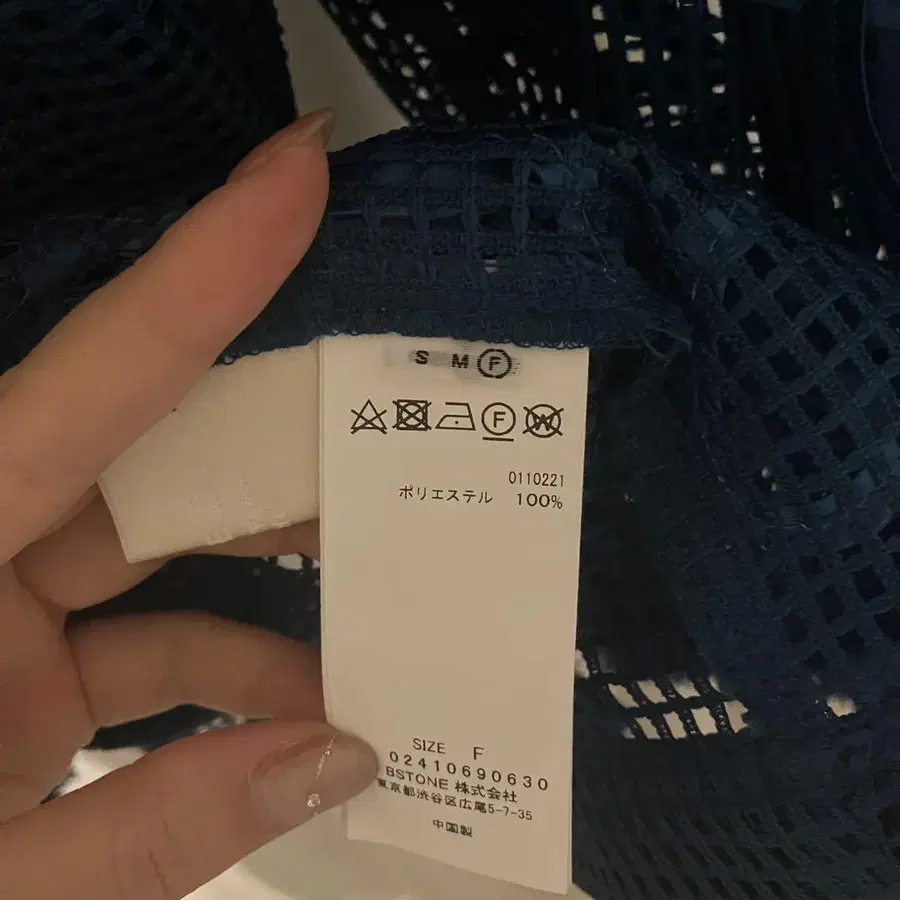 S M F
F W
0110221
ポリエステル 100%
SIZE F
02410690630
BSTONE 株式会社
東京都渋谷区広尾5-7-35
中国製